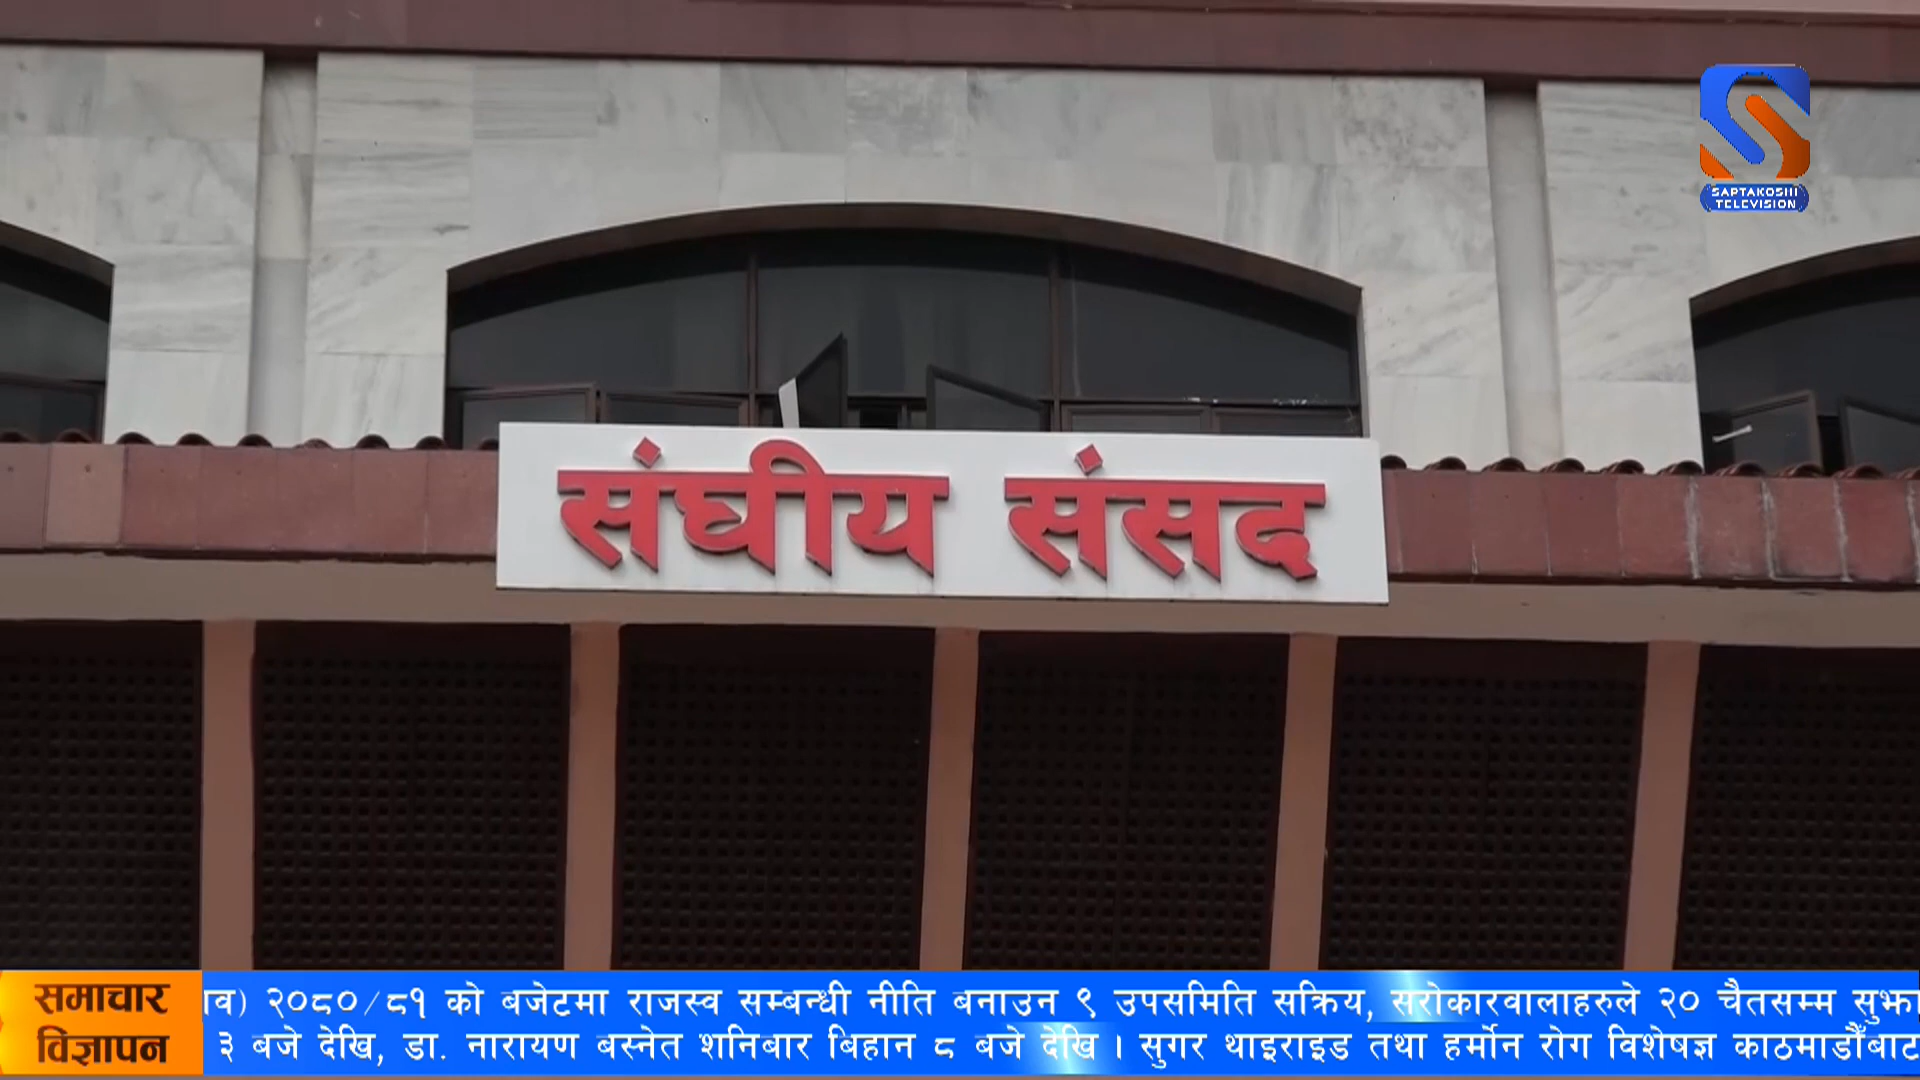 SAPTAKOSHI
TELEVISION
संघीय संसद
समाचार
विज्ञापन
२०८०/८१ को बजेटमा राजस्व सम्बन्धी नीति बनाउन ९ उपसमिति सक्रिय, सरोकारवालाहरुले २० चैतसम्म
३ बजे देखि, डा. नारायण बस्नेत शनिबार बिहान ८ बजे देखि । सुगर थाइराइड तथा हर्मोन रोग विशेषज्ञ काठमाडौँबाट